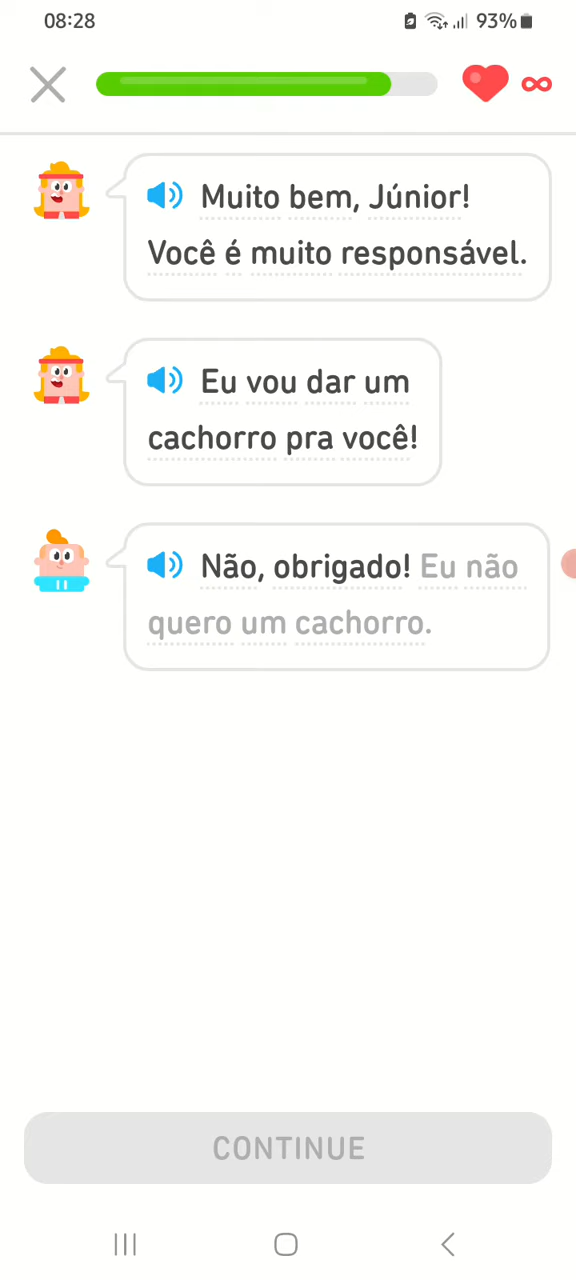 08:28 93%
Muito bem, Júnior!
Você é muito responsável.
Eu vou dar um
cachorro pra você!
Não, obrigado! Eu não
quero um cachorro.
CONTINUE